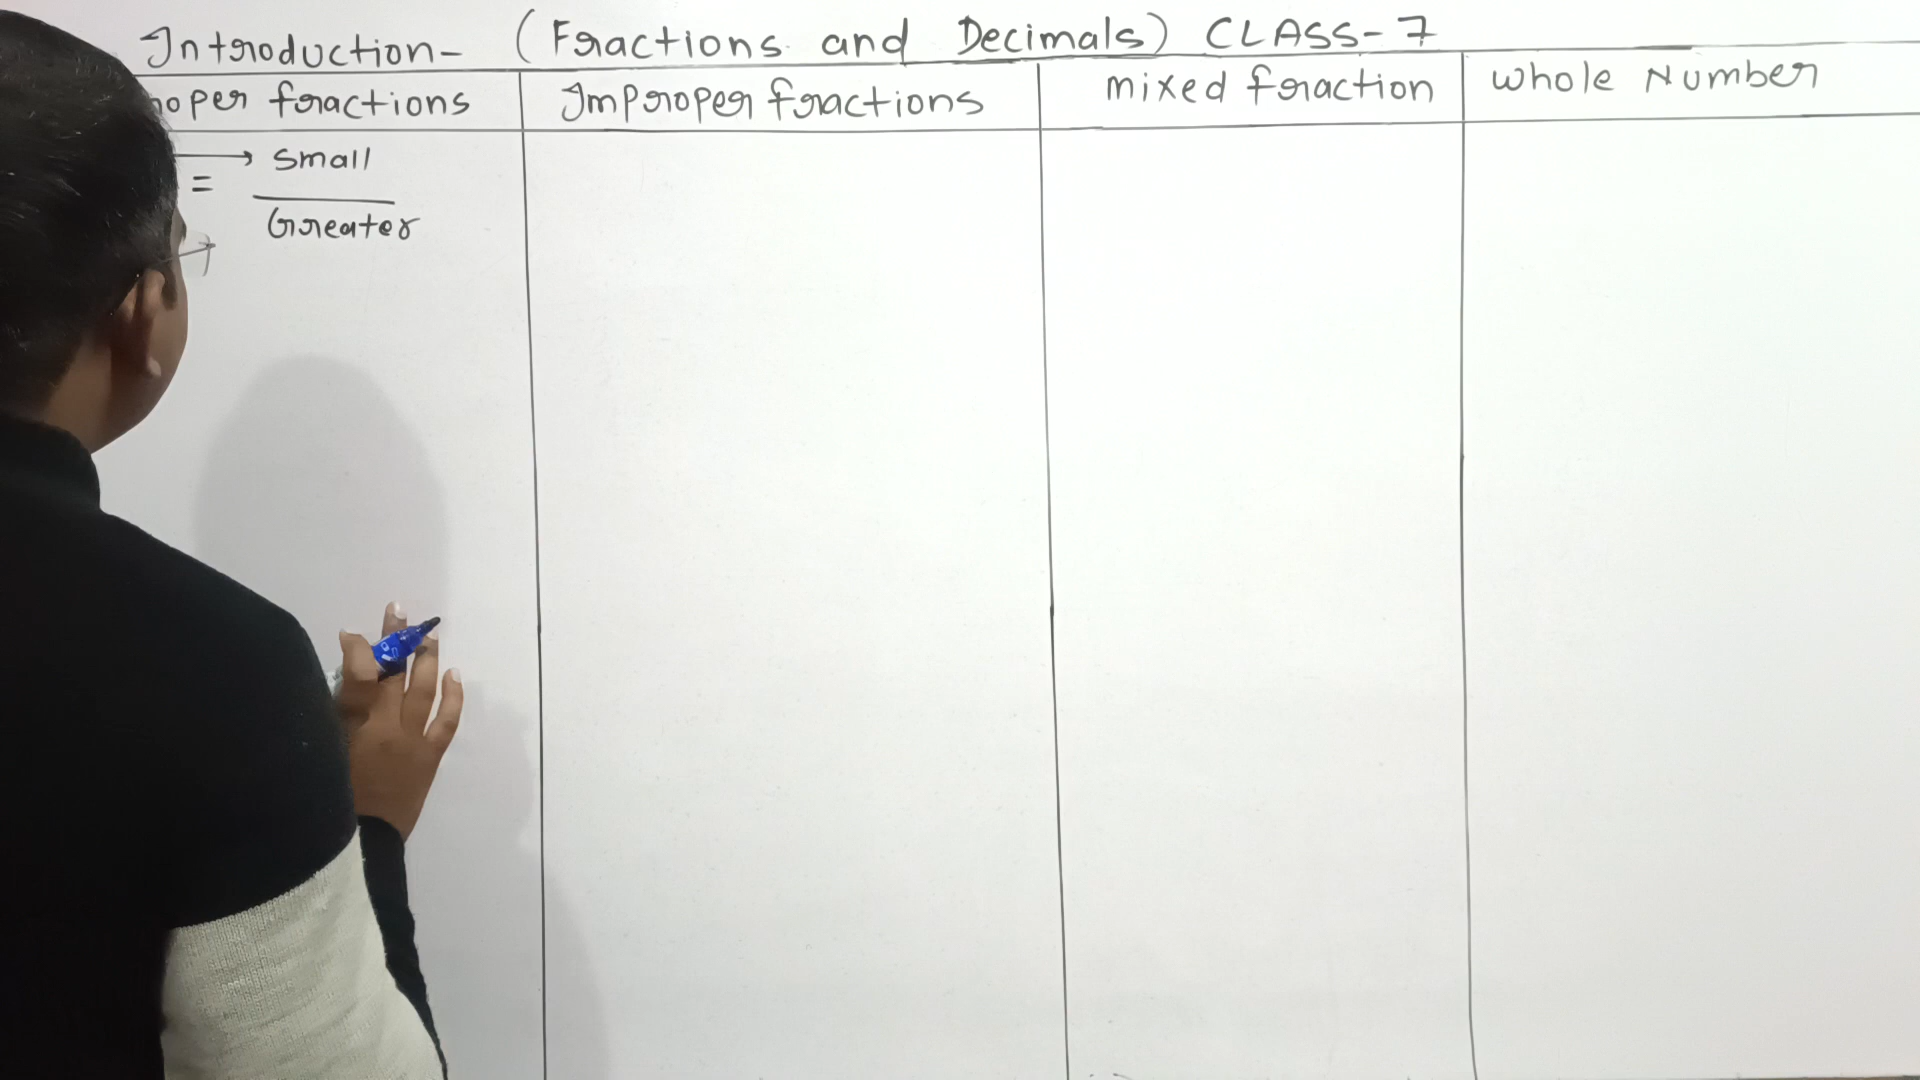 Introduction- (Fractions and Decimals) CLASS-7
oper fractions Improper fractions mixed fraction whole Number
→ small
=
Greater